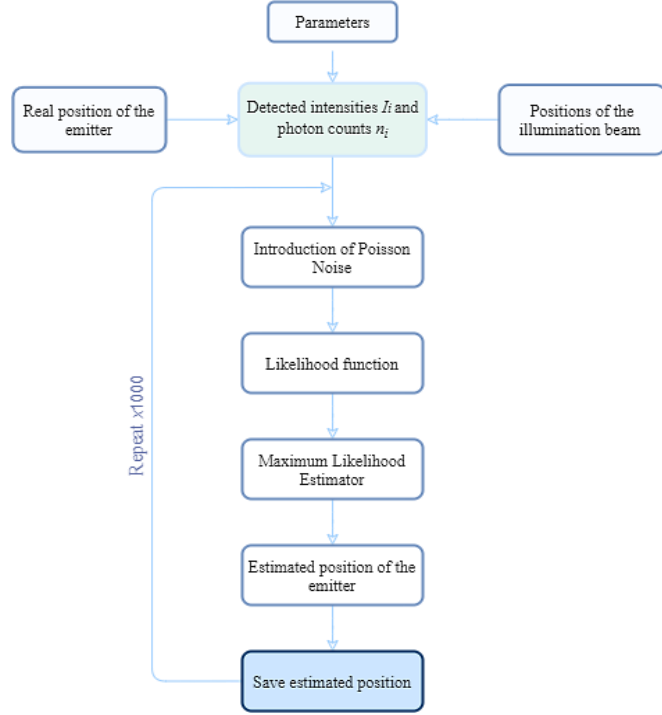 Parameters
Real position of the
emitter
Detected intensities Ii and
photon counts ni
Positions of the
illumination beam
Introduction of Poisson
Noise
Likelihood function
Repeat x1000
Maximum Likelihood
Estimator
Estimated position of the
emitter
Save estimated position